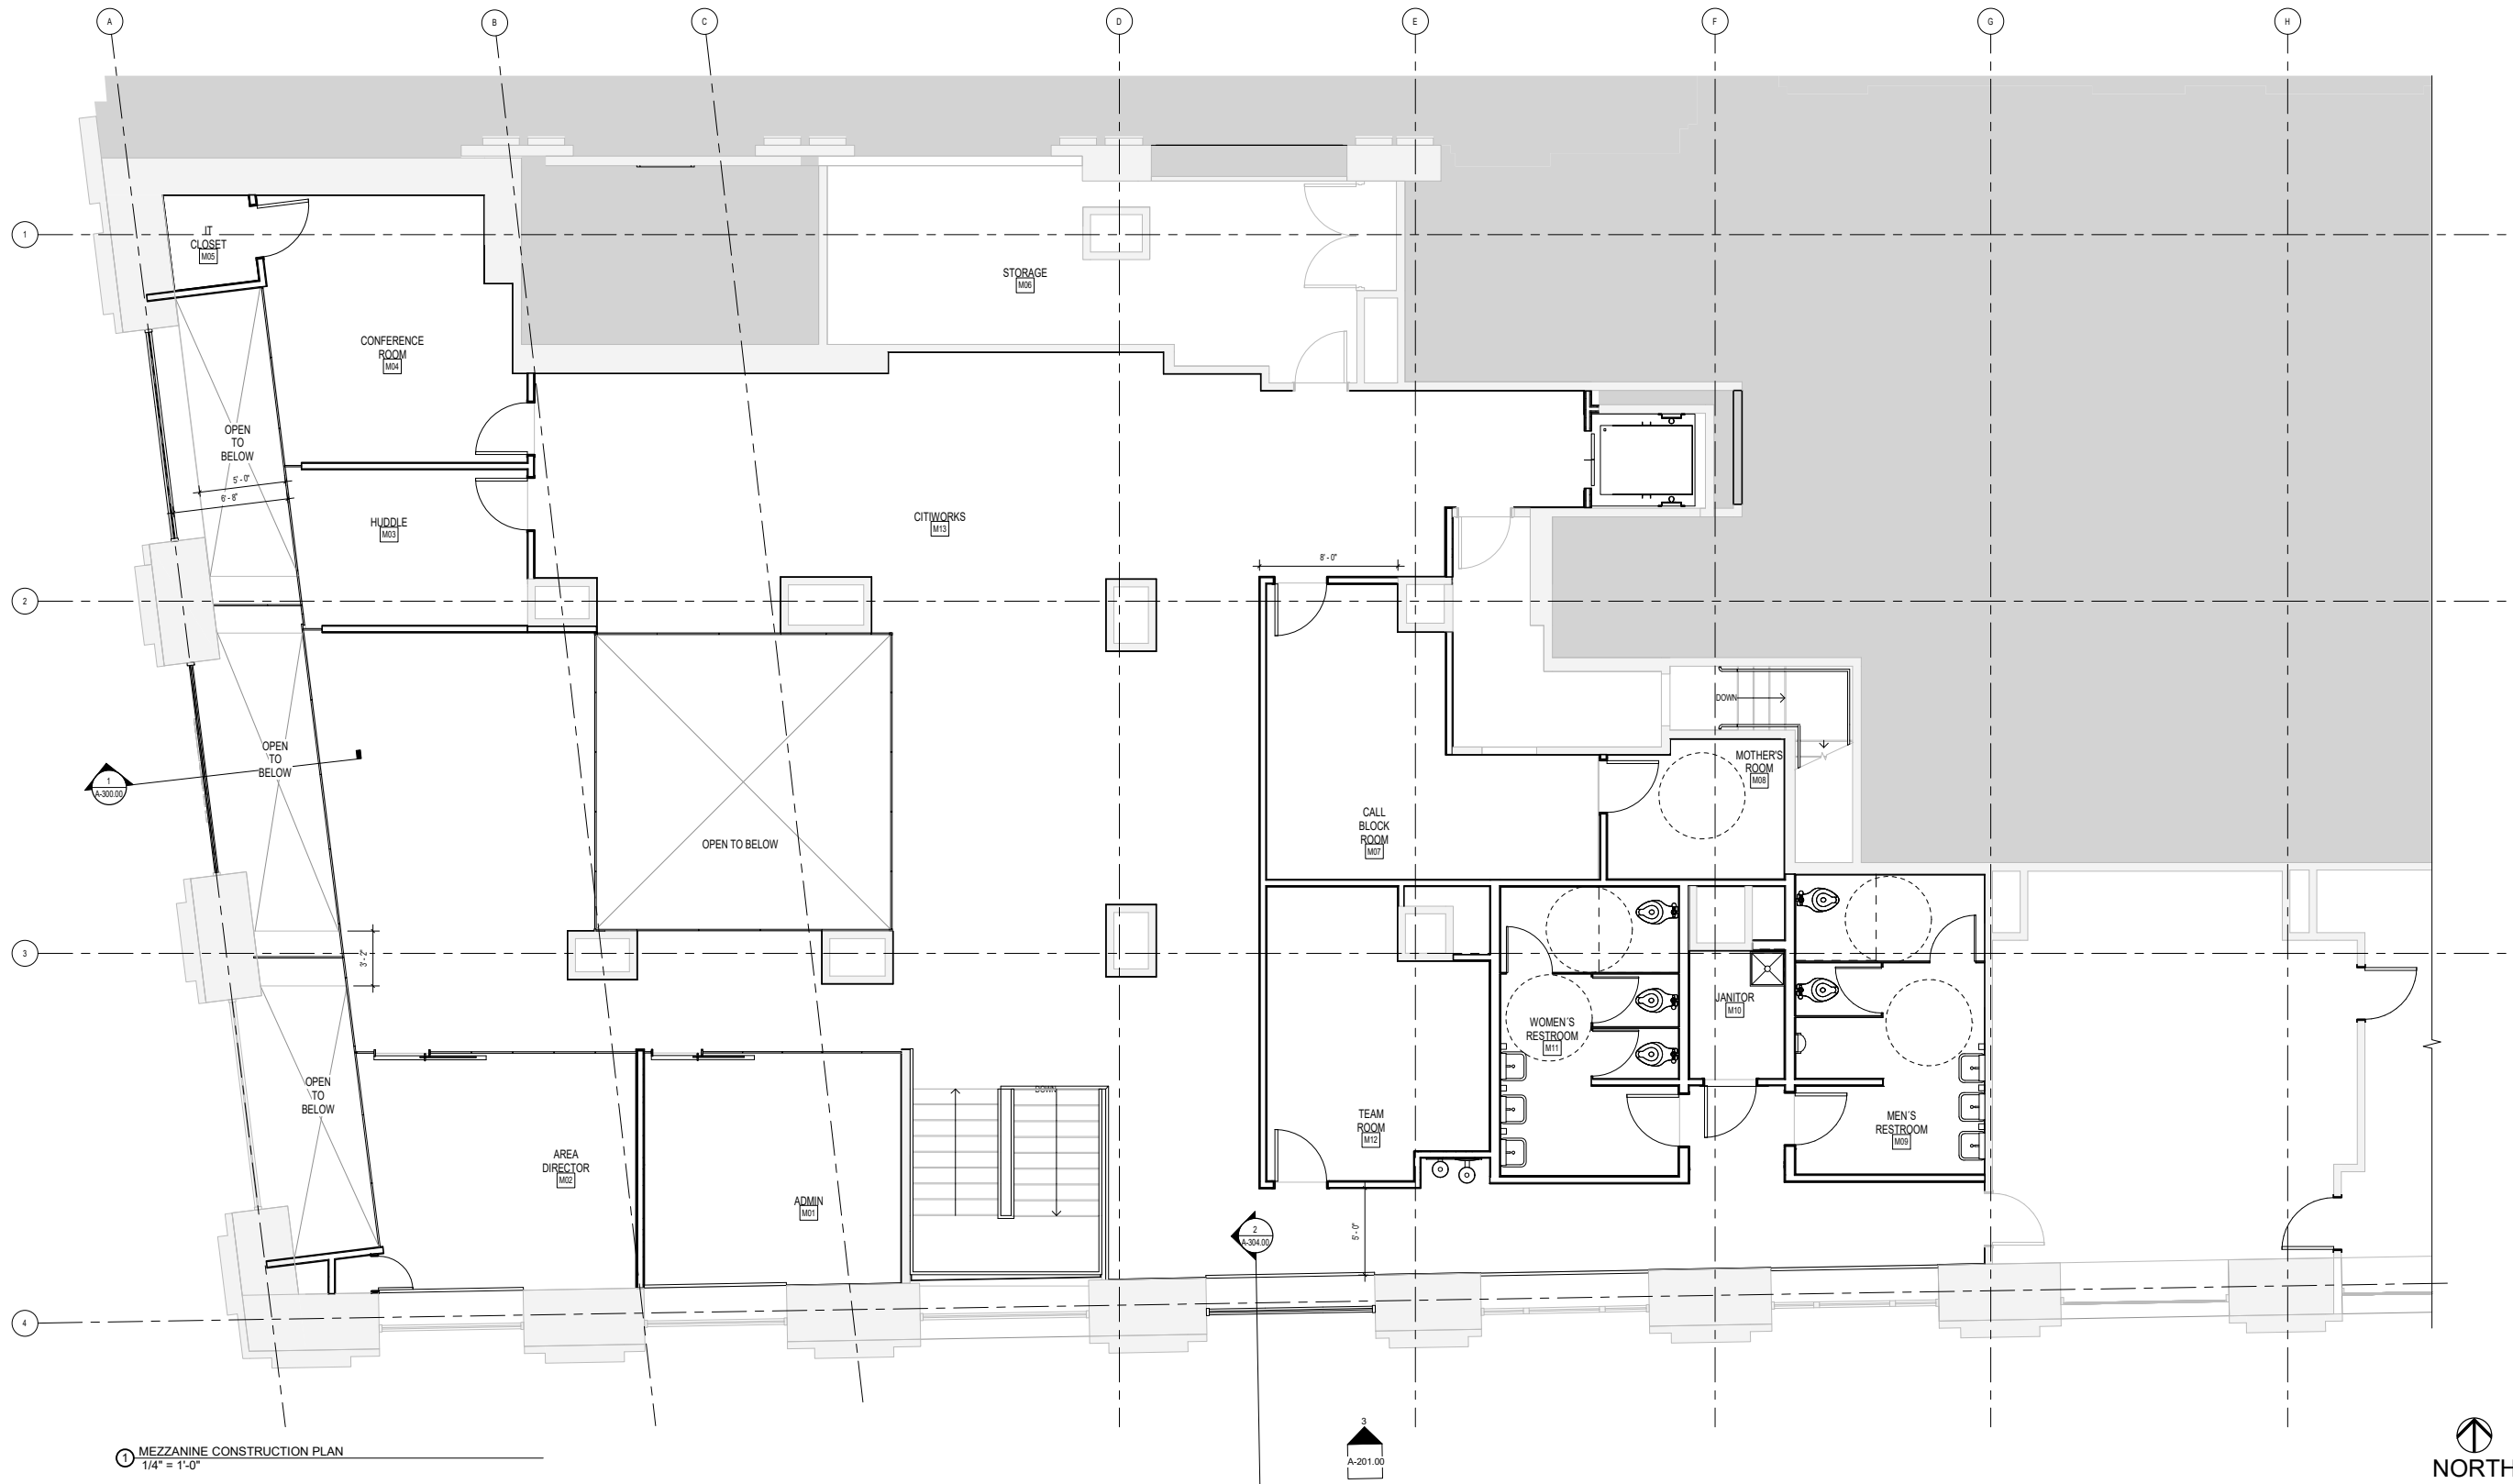 A
B
C
D
E
F
G
H
1
IT
CLOSET
M05
STORAGE
M06
CONFERENCE
ROOM
M04
OPEN
TO
BELOW
5' - 0"
6' - 8"
HUDDLE
M03
CITIWORKS
M13
8' - 0"
2
DOWN
OPEN
TO
BELOW
1
A-300.00
MOTHER'S
ROOM
M08
CALL
BLOCK
ROOM
M07
OPEN TO BELOW
3
3' - 2"
JANITOR
M10
WOMEN´S
RESTROOM
M11
OPEN
TO
BELOW
DOWN
TEAM
ROOM
M12
MEN´S
RESTROOM
M09
AREA
DIRECTOR
M02
ADMIN
M01
2
A-304.00
5' - 0"
4
3
A-201.00
1
MEZZANINE CONSTRUCTION PLAN
1/4" = 1'-0"
NORTH